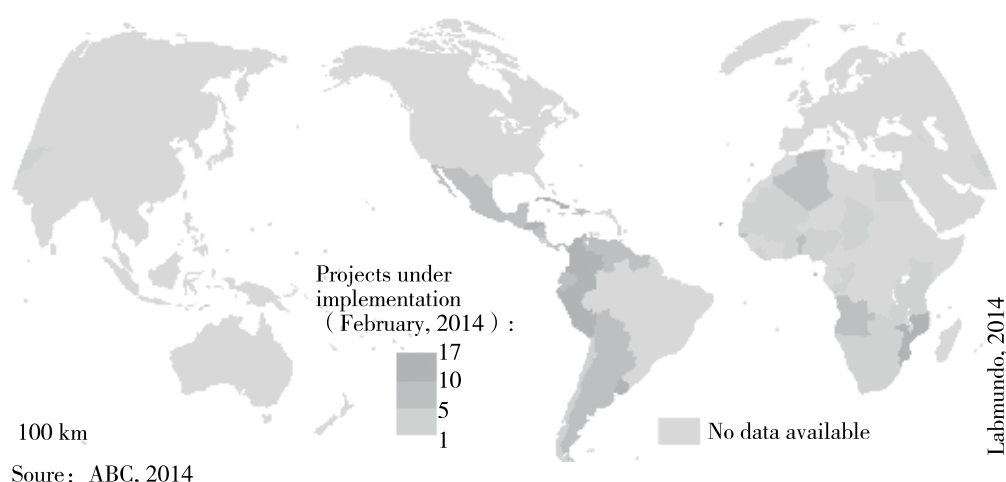 Projects under
implementation
( February, 2014 ) :
17
10
5
1
100 km
No data available
Soure: ABC, 2014
Labmundo, 2014